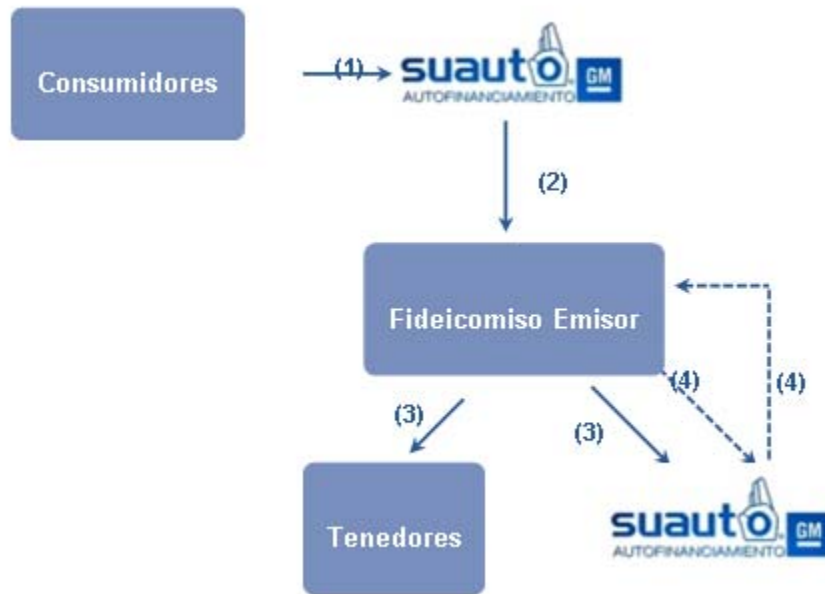 Consumidores
(1)
suauto
GM
AUTOFINANCIAMIENTO
(2)
Fideicomiso Emisor
(3)
(3)
(4)
(4)
Tenedores
suauto
GM
AUTOFINANCIAMIENTO